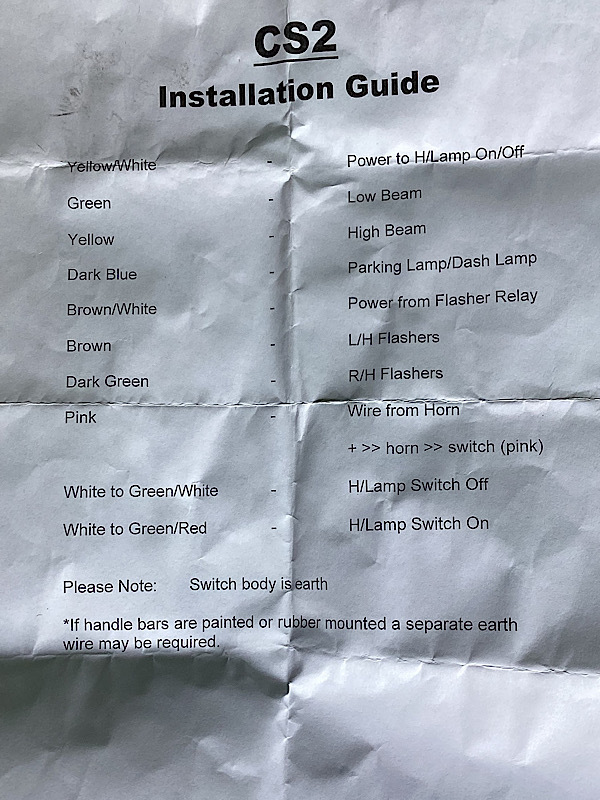 CS2
Installation Guide
Yellow/White - Power to H/Lamp On/Off
Green - Low Beam
Yellow - High Beam
Dark Blue - Parking Lamp/Dash Lamp
Brown/White - Power from Flasher Relay
Brown - L/H Flashers
Dark Green - R/H Flashers
Pink - Wire from Horn
+ >> horn >> switch (pink)
White to Green/White - H/Lamp Switch Off
White to Green/Red - H/Lamp Switch On
Please Note: Switch body is earth
*If handle bars are painted or rubber mounted a separate earth
wire may be required.